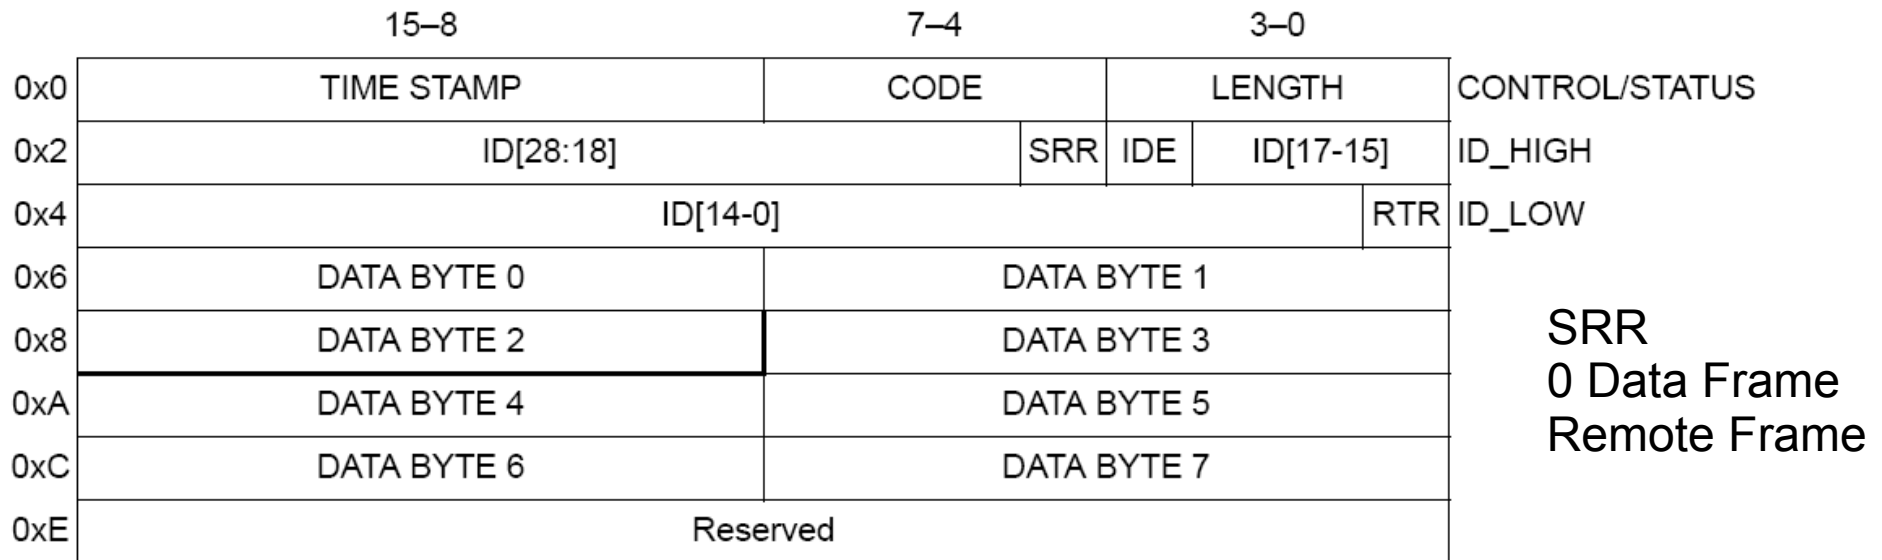 15–8 7–4 3–0
0x0 TIME STAMP CODE LENGTH CONTROL/STATUS
0x2 ID[28:18] SRR IDE ID[17-15] ID_HIGH
0x4 ID[14-0] RTR ID_LOW
0x6 DATA BYTE 0 DATA BYTE 1
0x8 DATA BYTE 2 DATA BYTE 3
0xA DATA BYTE 4 DATA BYTE 5
0xC DATA BYTE 6 DATA BYTE 7
0xE Reserved
SRR
0 Data Frame
Remote Frame